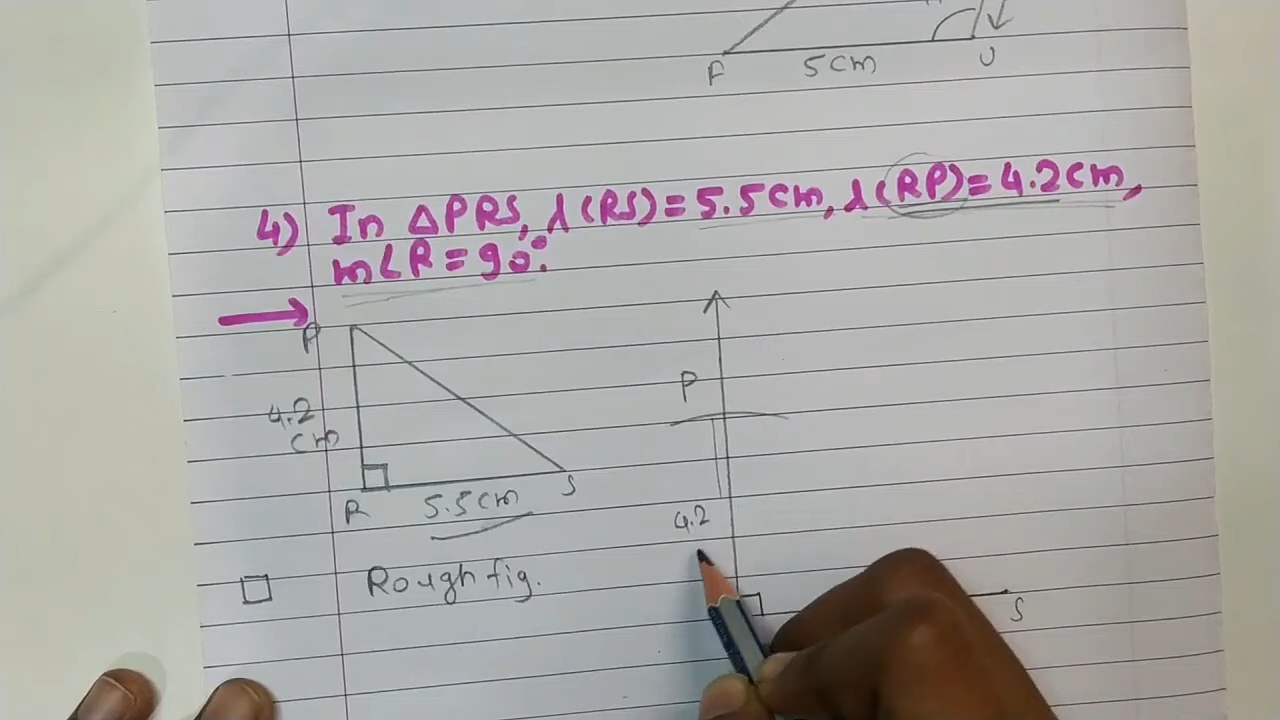 F 5cm U
4) In △PRS, l(RS)=5.5cm, l(RP)=4.2cm,
m∠R=90°.
P
4.2
cm
R 5.5cm S
Rough fig.
P
4.2
S